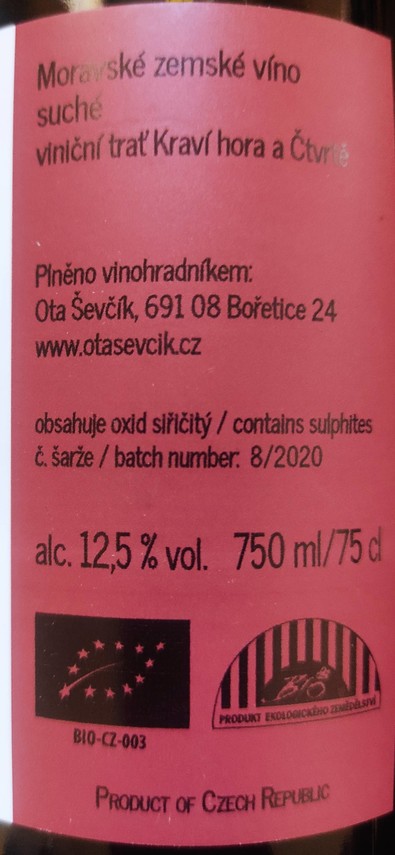 Moravské zemské víno
suché
viniční trať Kraví hora a Čtvrtě
Plněno vinohradníkem:
Ota Ševčík, 691 08 Bořetice 24
www.otasevcik.cz
obsahuje oxid siřičitý / contains sulphites
č. šarže / batch number: 8/2020
alc. 12,5 % vol. 750 ml/75 cl
BIO
PRODUKT EKOLOGICKÉHO ZEMĚDĚLSTVÍ
BIO-CZ-003
PRODUCT OF CZECH REPUBLIC